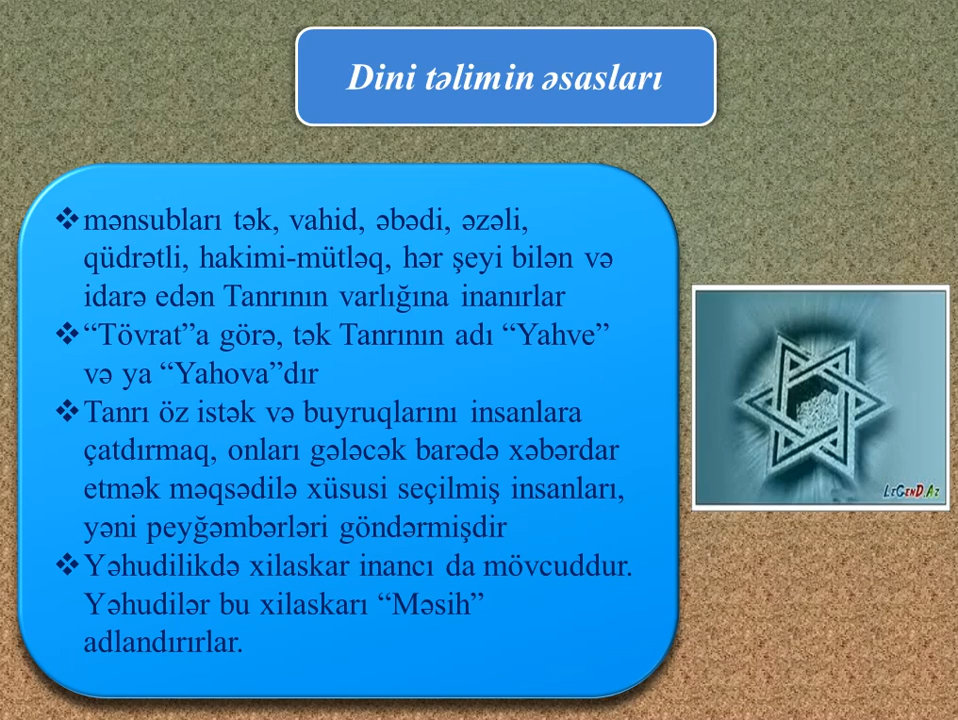 Dini təlimin əsasları
❖mənsubları tək, vahid, əbədi, əzəli,
qüdrətli, hakimi-mütləq, hər şeyi bilən və
idarə edən Tanrının varlığına inanırlar
❖“Tövrat”a görə, tək Tanrının adı “Yahve”
və ya “Yahova”dır
❖Tanrı öz istək və buyruqlarını insanlara
çatdırmaq, onları gələcək barədə xəbərdar
etmək məqsədilə xüsusi seçilmiş insanları,
yəni peyğəmbərləri göndərmişdir
❖Yəhudilikdə xilaskar inancı da mövcuddur.
Yəhudilər bu xilaskarı “Məsih”
adlandırırlar.
LeGenD.Az